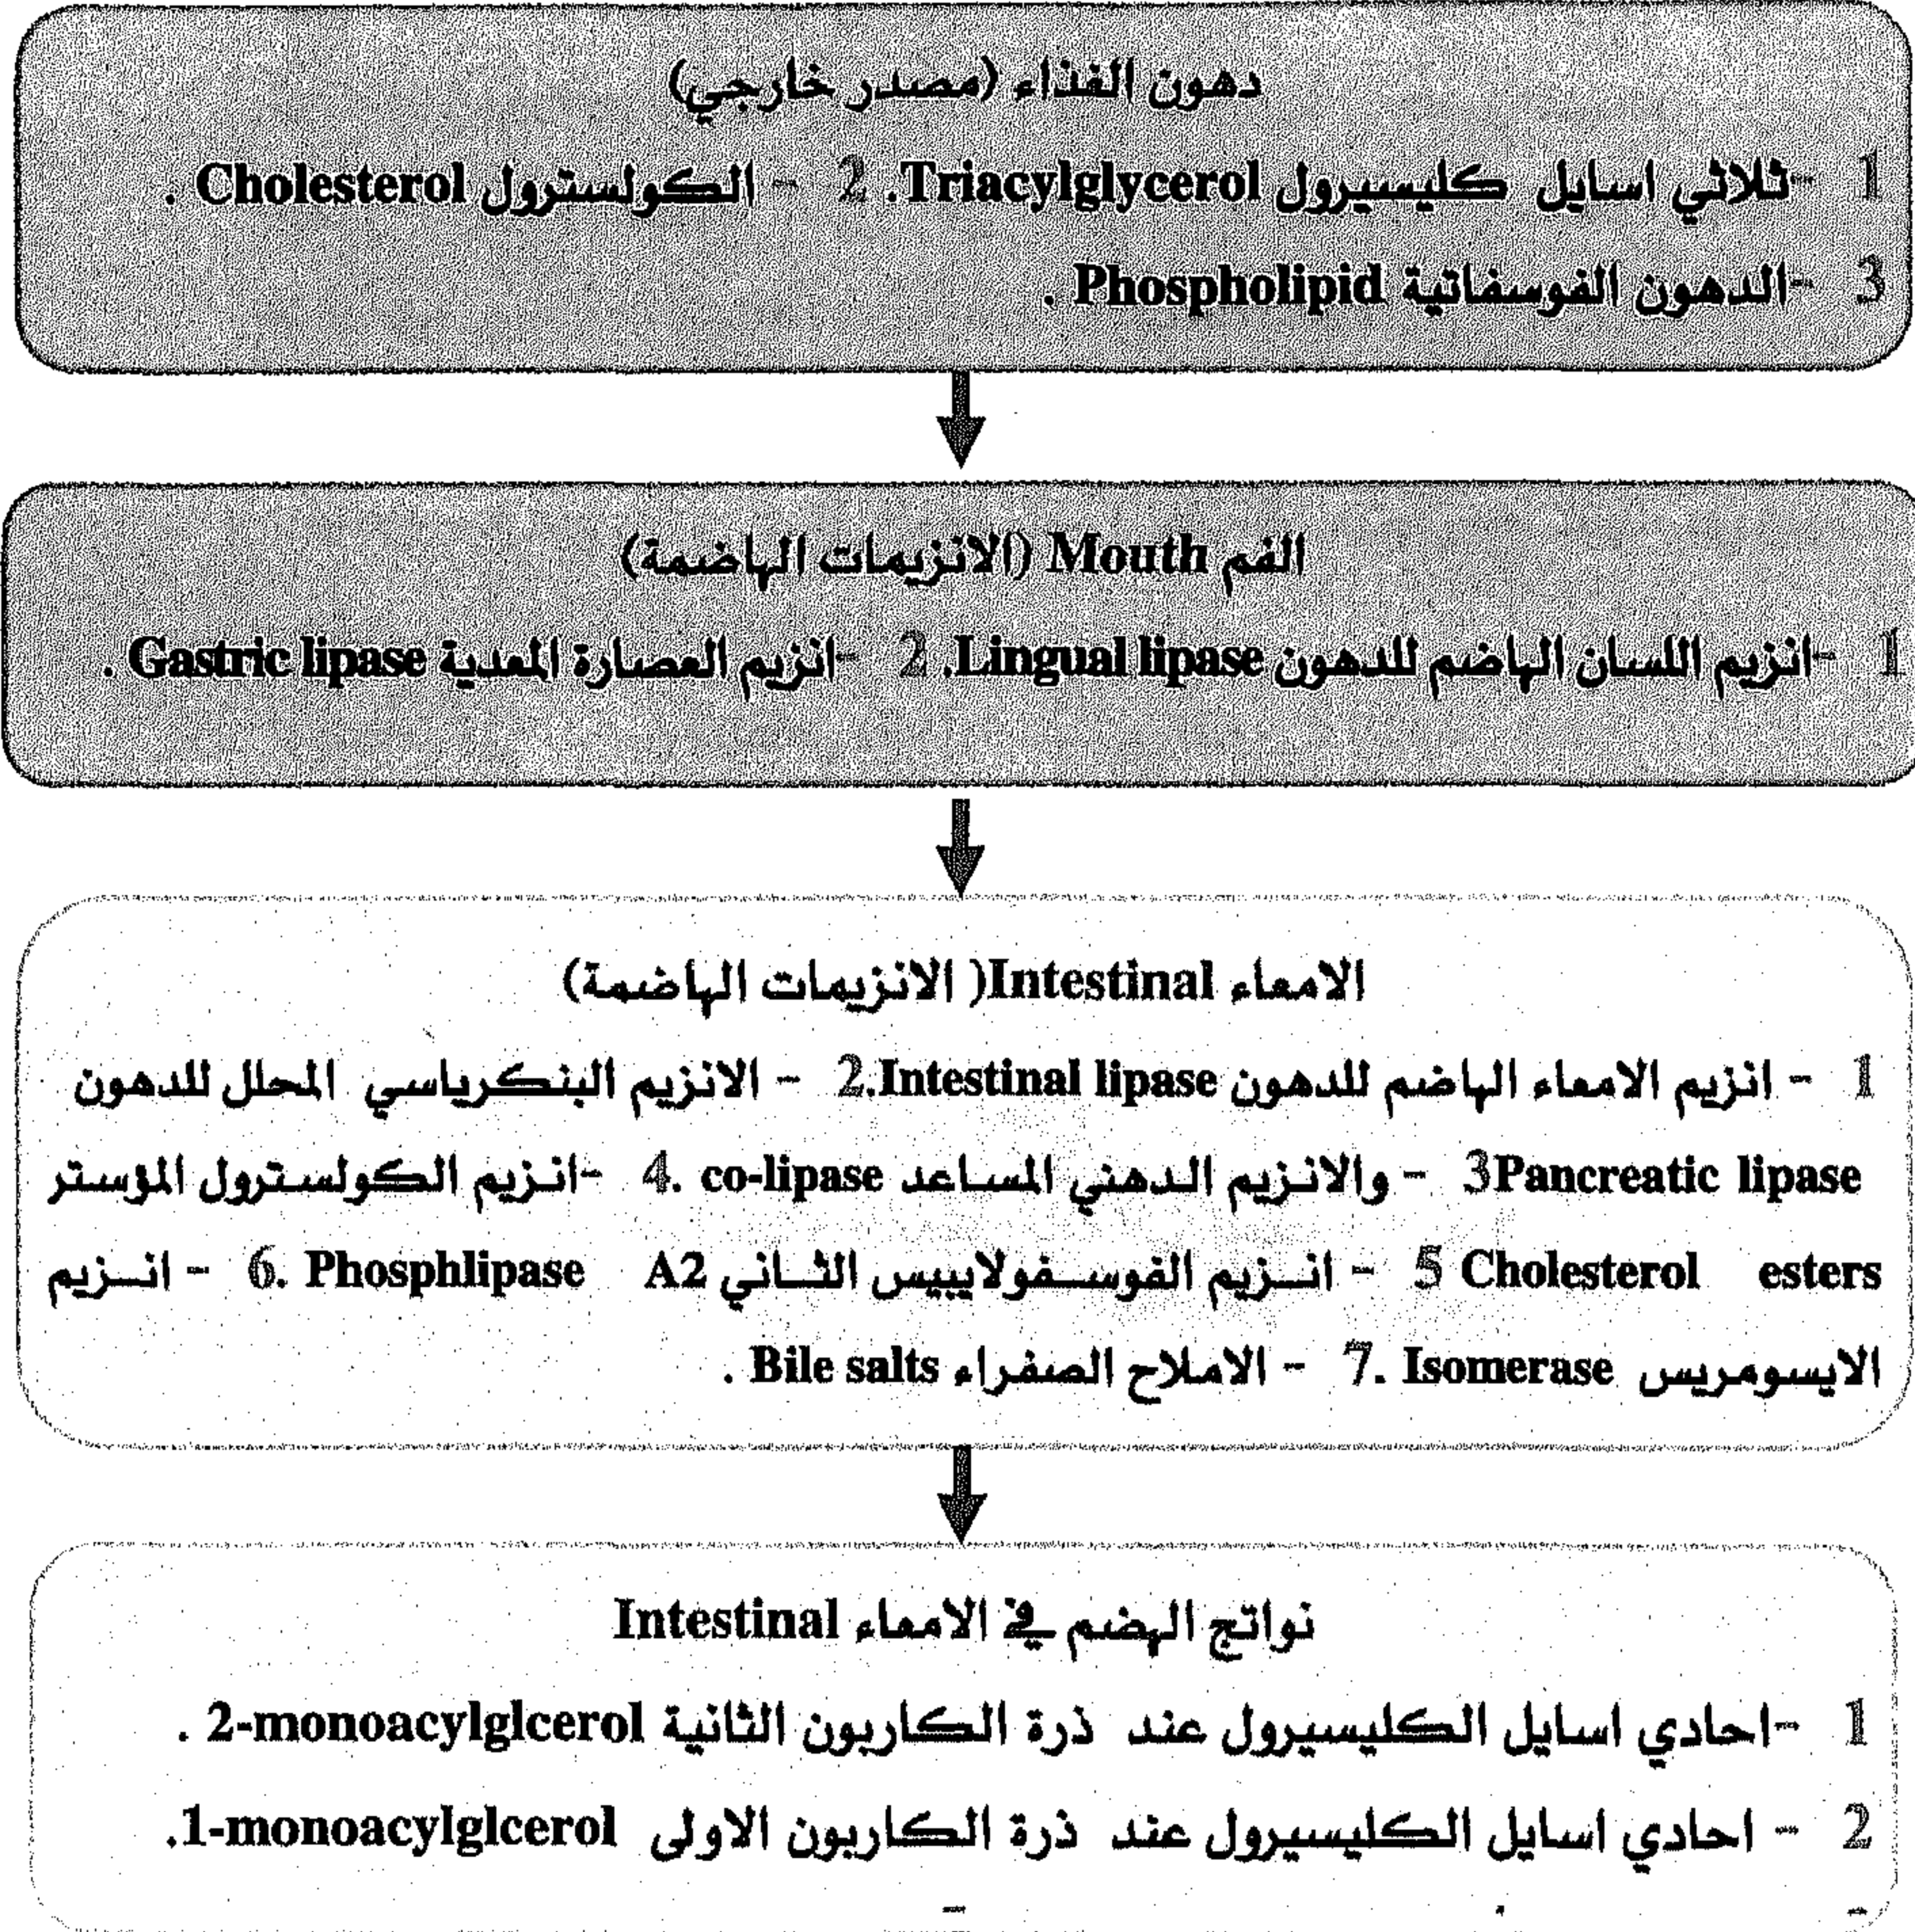 دهون الغذاء (مصدر خارجي)
1 -ثلاثي اسايل كليسيرول Triacylglycerol. 2 - الكولسترول Cholesterol .
3 -الدهون الفوسفاتية Phospholipid .
الفم Mouth (الانزيمات الهاضمة)
1 -انزيم اللسان الهاضم للدهون Lingual lipase. 2 -انزيم العصارة المعدية Gastric lipase .
الامعاء Intestinal( الانزيمات الهاضمة)
1 - انزيم الامعاء الهاضم للدهون Intestinal lipase.2 - الانزيم البنكرياسي المحلل للدهون
3Pancreatic lipase - والانزيم الدهني المساعد co-lipase .4 -انزيم الكولسترول المؤستر
5 Cholesterol esters - انزيم الفوسفولايبيس الثاني Phosphlipase A2 .6 - انزيم
الايسومريس Isomerase .7 - الاملاح الصفراء Bile salts .
نواتج الهضم في الامعاء Intestinal
1 -احادي اسايل الكليسيرول عند ذرة الكاربون الثانية 2-monoacylglcerol .
2 - احادي اسايل الكليسيرول عند ذرة الكاربون الاولى 1-monoacylglcerol.